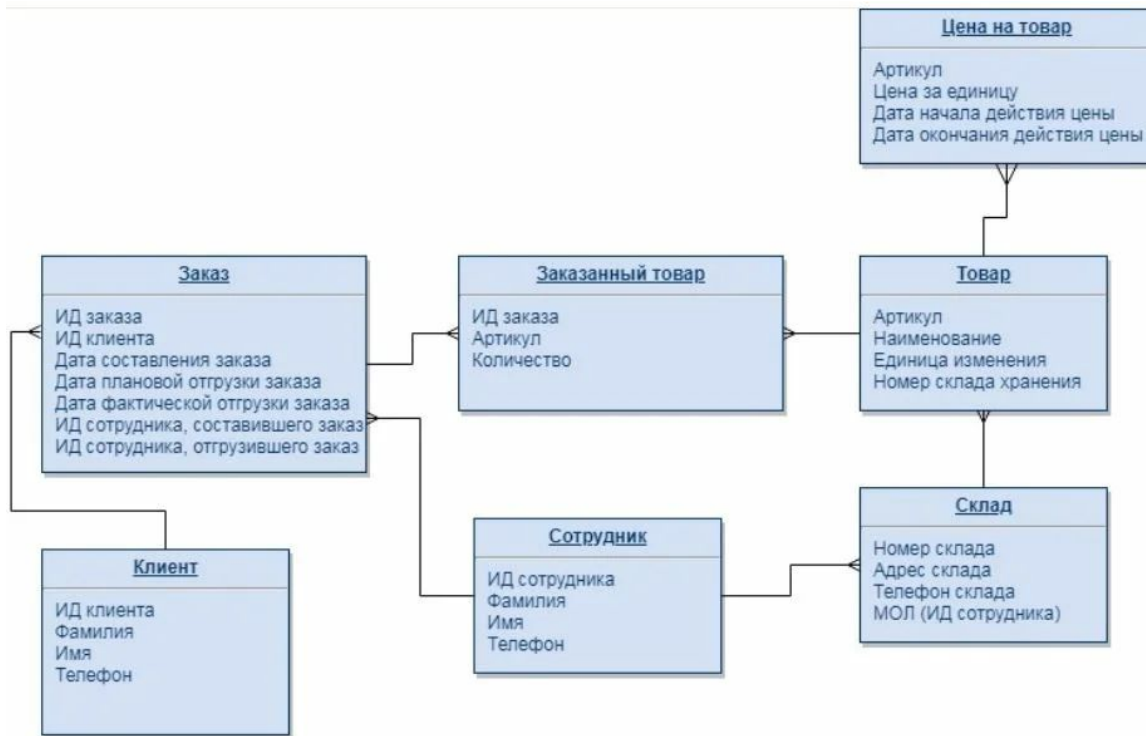 Цена на товар
Артикул
Цена за единицу
Дата начала действия цены
Дата окончания действия цены
Заказ
ИД заказа
ИД клиента
Дата составления заказа
Дата плановой отгрузки заказа
Дата фактической отгрузки заказа
ИД сотрудника, составившего заказ
ИД сотрудника, отгрузившего заказ
Заказанный товар
ИД заказа
Артикул
Количество
Товар
Артикул
Наименование
Единица изменения
Номер склада хранения
Клиент
ИД клиента
Фамилия
Имя
Телефон
Сотрудник
ИД сотрудника
Фамилия
Имя
Телефон
Склад
Номер склада
Адрес склада
Телефон склада
МОЛ (ИД сотрудника)